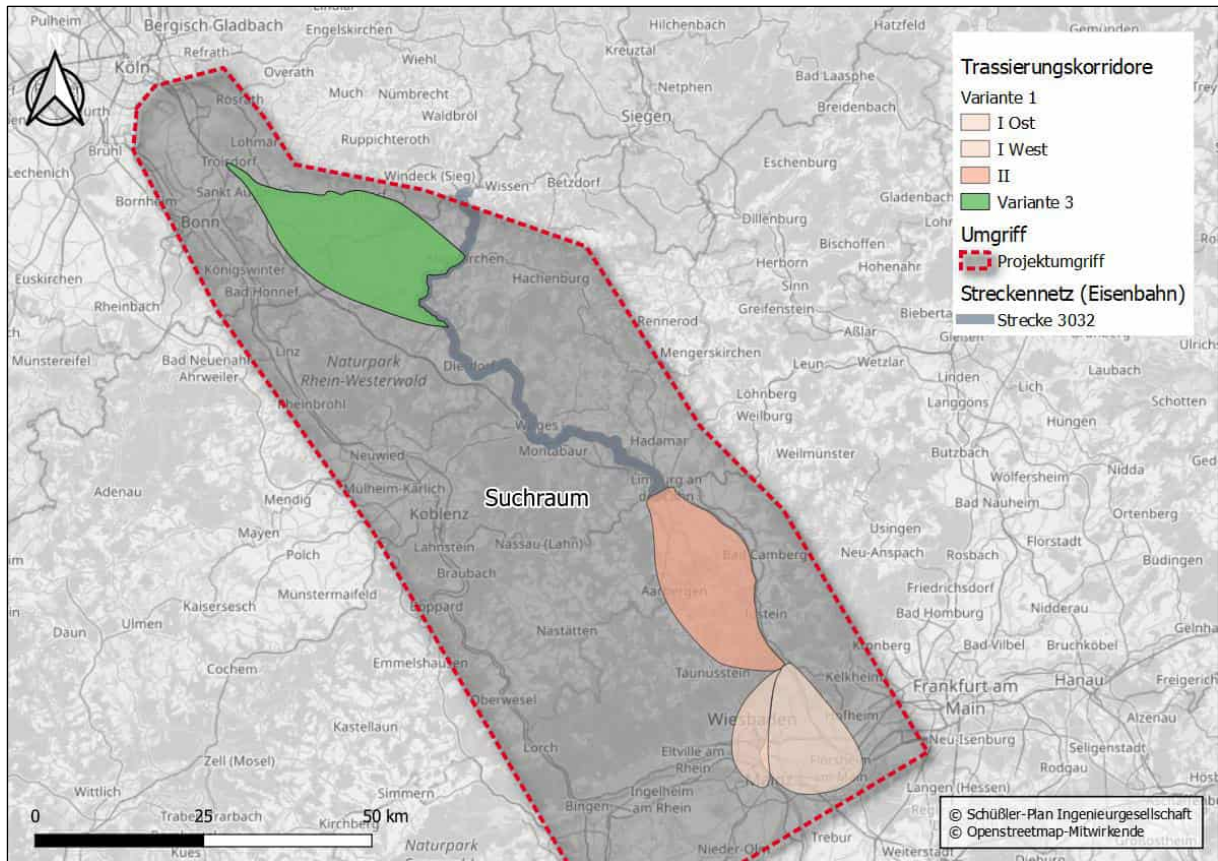 Trassierungskorridore
Variante 1
I Ost
I West
II
Variante 3
Umgriff
Projektumgriff
Streckennetz (Eisenbahn)
Strecke 3032
Suchraum
Pulheim
Bergisch Gladbach
Engelskirchen
Hilchenbach
Hatzfeld
Gemünden
Refrath
Köln
Overath
Wiehl
Kreuztal
Bad Laasphe
Much
Nümbrecht
Netphen
Breidenbach
Rosrath
Waldbröl
Siegen
Brühl
Lohmar
Ruppichteroth
Eschenburg
Lechenich
Troisdorf
Windeck (Sieg)
Wissen
Betzdorf
Bornheim
Dillenburg
Bonn
Bischoffen
Herborn
Hohenahr
Euskirchen
Königswinter
Hachenburg
Sinn
Bad Honnef
Greifenstein
Rheinbach
Rennerod
Aßlar
Münstereifel
Bad Neuenahr-
Ahrweiler
Linz
Naturpark
Rhein-Westerwald
Mengerskirchen
Leun
Wetzlar
Gießen
Linden
Laubach
Lich
Lohnberg
Weilburg
Langgöns
Schotten
Hungen
Hadamar
Montabaur
Weilmünster
Butzbach
Nidda
Neuwied
Wölfersheim
Adenau
Mendig
Mülheim-Kärlich
Bad Nauheim
Ortenberg
Koblenz
Usingen
Mayen
Lahnstein
Nassau (Lahn)
Bad Camberg
Neu-Anspach
Rosbach
Florstadt
Büdingen
Polch
Braubach
Friedrichsdorf
Kaisersesch
Münstermaifeld
Boppard
Bad Homburg
Nidderau
Ulmen
Nastätten
Daun
Kronberg
Bad Vilbel
Bruchköbel
Cochem
Emmelshausen
Taunusstein
Kelkheim
Frankfurt am
Main
Hanau
Oberwesel
Wiesbaden
Hofheim
Alzenau
Kastellaun
Neu-Isenburg
Lorch
Eltville am
Rhein
Seligenstadt
Zell (Mosel)
Rodgau
Wittlich
Simmern
Ingelheim
am Rhein
Langen (Hessen)
Bingen
Kirchberg
Trebur
Nieder-Olm
Weiterstadt
Naturpark
0
25
50 km
© Schüßler-Plan Ingenieurgesellschaft
© Openstreetmap-Mitwirkende